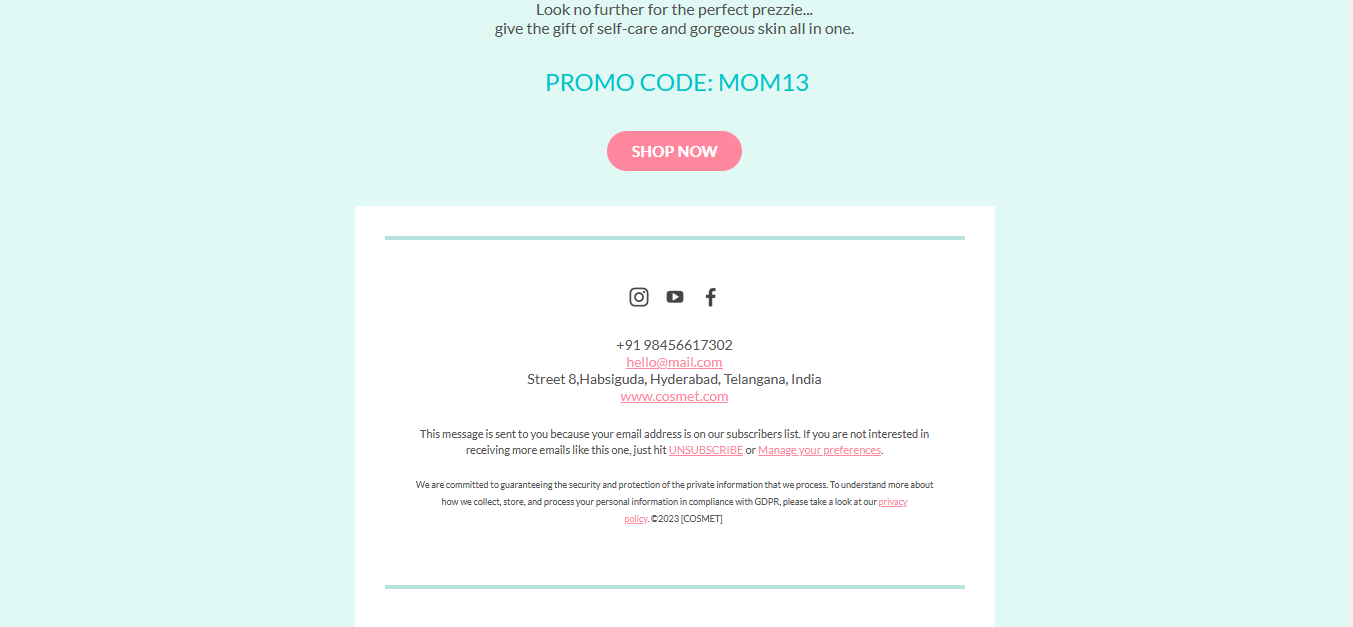 Look no further for the perfect prezzie...
give the gift of self-care and gorgeous skin all in one.
PROMO CODE: MOM13
SHOP NOW
+91 98456617302
hello@mail.com
Street 8,Habsiguda, Hyderabad, Telangana, India
www.cosmet.com
This message is sent to you because your email address is on our subscribers list. If you are not interested in
receiving more emails like this one, just hit UNSUBSCRIBE or Manage your preferences.
We are committed to guaranteeing the security and protection of the private information that we process. To understand more about
how we collect, store, and process your personal information in compliance with GDPR, please take a look at our privacy
policy. ©2023 [COSMET]